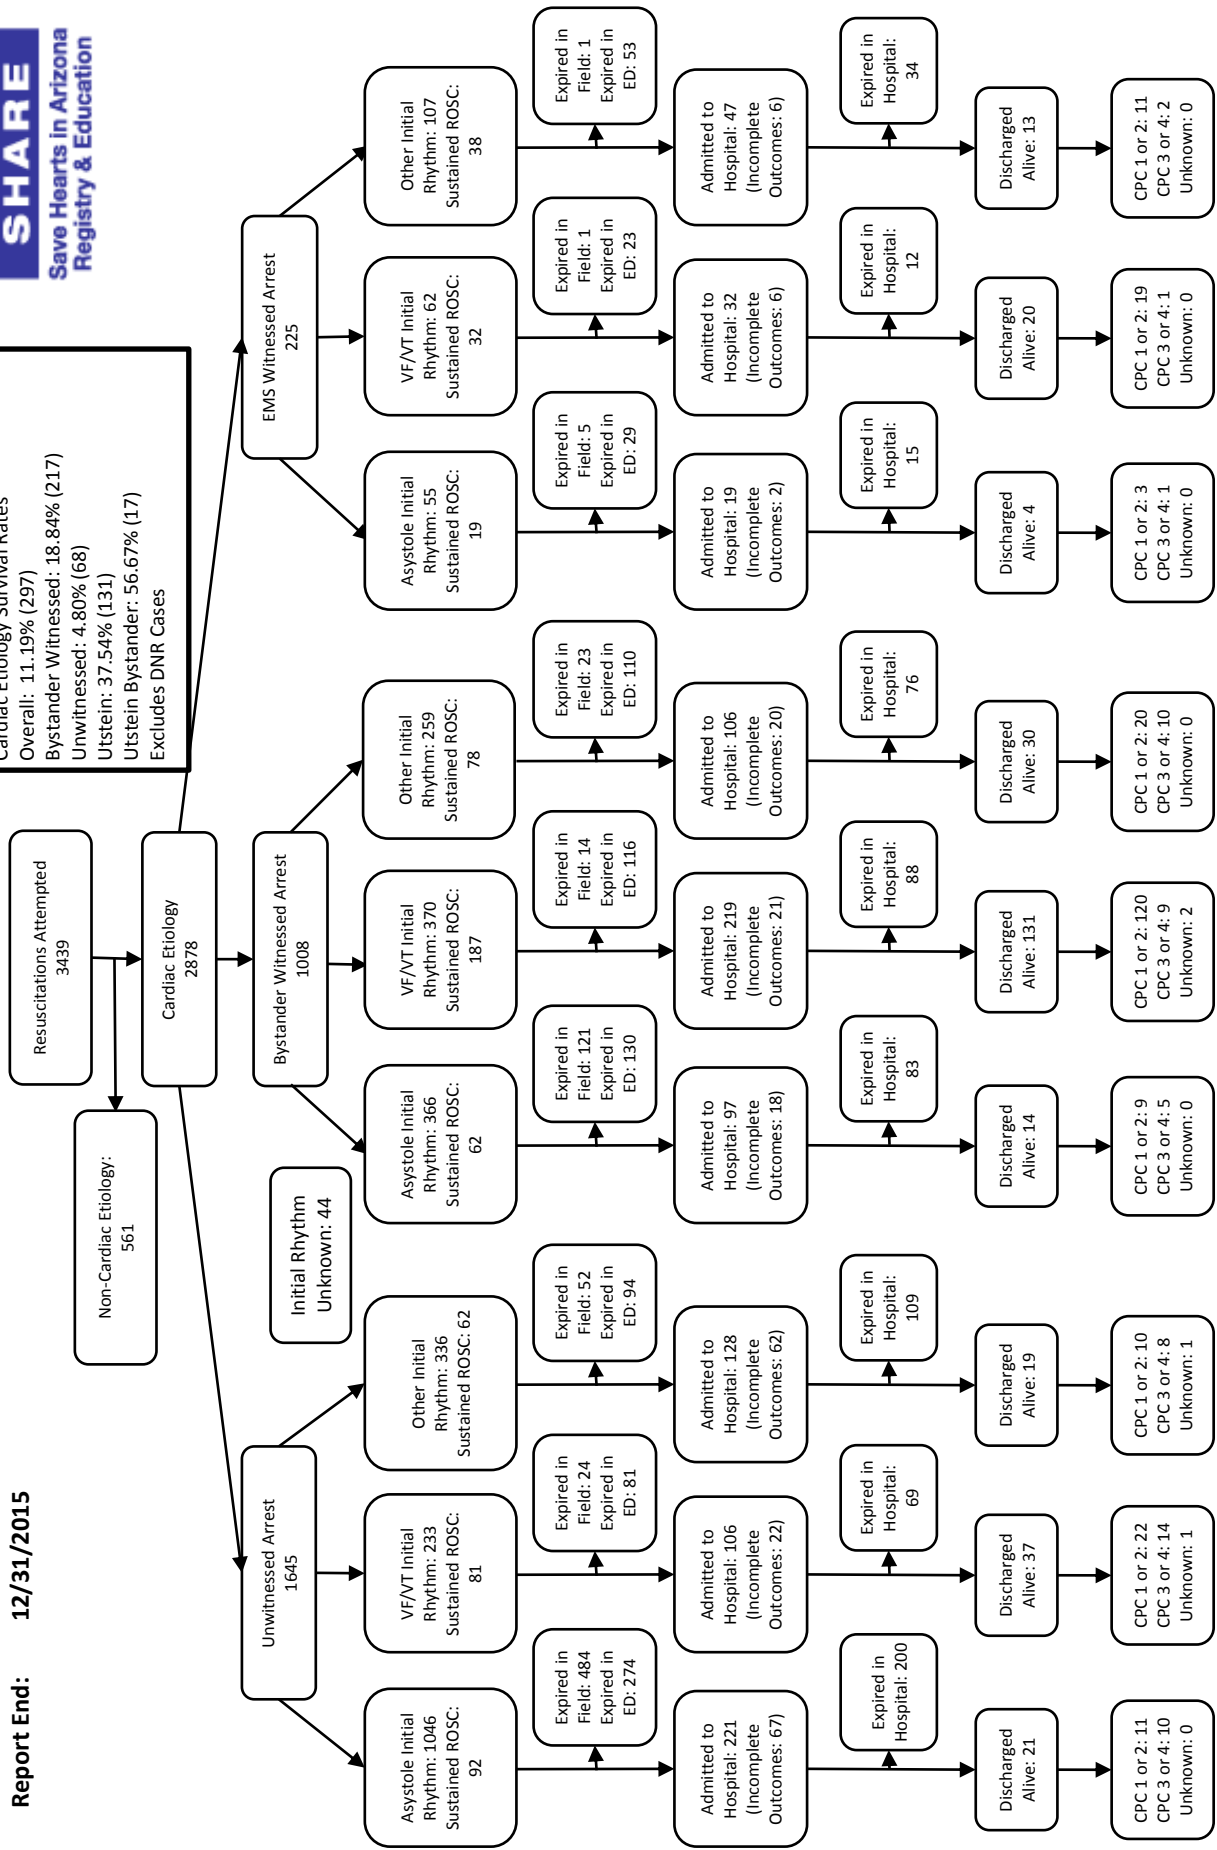 Report End: 12/31/2015
Cardiac Etiology Survival Rates
Overall: 11.19% (297)
Bystander Witnessed: 18.84% (217)
Unwitnessed: 4.80% (68)
Utstein: 37.54% (131)
Utstein Bystander: 56.67% (17)
Excludes DNR Cases
SHARE
Save Hearts in Arizona
Registry & Education
Resuscitations Attempted
3439
Non-Cardiac Etiology:
561
Cardiac Etiology
2878
Unwitnessed Arrest
1645
Initial Rhythm
Unknown: 44
Bystander Witnessed Arrest
1008
EMS Witnessed Arrest
225
Asystole Initial
Rhythm: 1046
Sustained ROSC:
92
VF/VT Initial
Rhythm: 233
Sustained ROSC:
81
Other Initial
Rhythm: 336
Sustained ROSC: 62
Asystole Initial
Rhythm: 366
Sustained ROSC:
62
VF/VT Initial
Rhythm: 370
Sustained ROSC:
187
Other Initial
Rhythm: 259
Sustained ROSC:
78
Asystole Initial
Rhythm: 55
Sustained ROSC:
19
VF/VT Initial
Rhythm: 62
Sustained ROSC:
32
Other Initial
Rhythm: 107
Sustained ROSC:
38
Expired in
Field: 484
Expired in
ED: 274
Expired in
Field: 24
Expired in
ED: 81
Expired in
Field: 52
Expired in
ED: 94
Expired in
Field: 121
Expired in
ED: 130
Expired in
Field: 14
Expired in
ED: 116
Expired in
Field: 23
Expired in
ED: 110
Expired in
Field: 5
Expired in
ED: 29
Expired in
Field: 1
Expired in
ED: 23
Expired in
Field: 1
Expired in
ED: 53
Admitted to
Hospital: 221
(Incomplete
Outcomes: 67)
Admitted to
Hospital: 106
(Incomplete
Outcomes: 22)
Admitted to
Hospital: 128
(Incomplete
Outcomes: 62)
Admitted to
Hospital: 97
(Incomplete
Outcomes: 18)
Admitted to
Hospital: 219
(Incomplete
Outcomes: 21)
Admitted to
Hospital: 106
(Incomplete
Outcomes: 20)
Admitted to
Hospital: 19
(Incomplete
Outcomes: 2)
Admitted to
Hospital: 32
(Incomplete
Outcomes: 6)
Admitted to
Hospital: 47
(Incomplete
Outcomes: 6)
Expired in
Hospital: 200
Expired in
Hospital:
69
Expired in
Hospital:
109
Expired in
Hospital:
83
Expired in
Hospital:
88
Expired in
Hospital:
76
Expired in
Hospital:
15
Expired in
Hospital:
12
Expired in
Hospital:
34
Discharged
Alive: 21
Discharged
Alive: 37
Discharged
Alive: 19
Discharged
Alive: 14
Discharged
Alive: 131
Discharged
Alive: 30
Discharged
Alive: 4
Discharged
Alive: 20
Discharged
Alive: 13
CPC 1 or 2: 11
CPC 3 or 4: 10
Unknown: 0
CPC 1 or 2: 22
CPC 3 or 4: 14
Unknown: 1
CPC 1 or 2: 10
CPC 3 or 4: 8
Unknown: 1
CPC 1 or 2: 9
CPC 3 or 4: 5
Unknown: 0
CPC 1 or 2: 120
CPC 3 or 4: 9
Unknown: 2
CPC 1 or 2: 20
CPC 3 or 4: 10
Unknown: 0
CPC 1 or 2: 3
CPC 3 or 4: 1
Unknown: 0
CPC 1 or 2: 19
CPC 3 or 4: 1
Unknown: 0
CPC 1 or 2: 11
CPC 3 or 4: 2
Unknown: 0